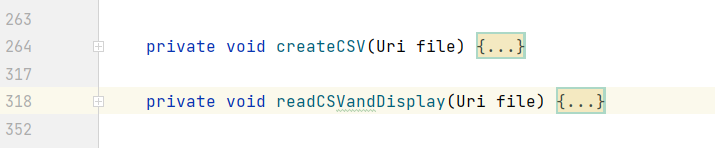 263
264 private void createCSV(Uri file) {...}
317
318 private void readCSVandDisplay(Uri file) {...}
352